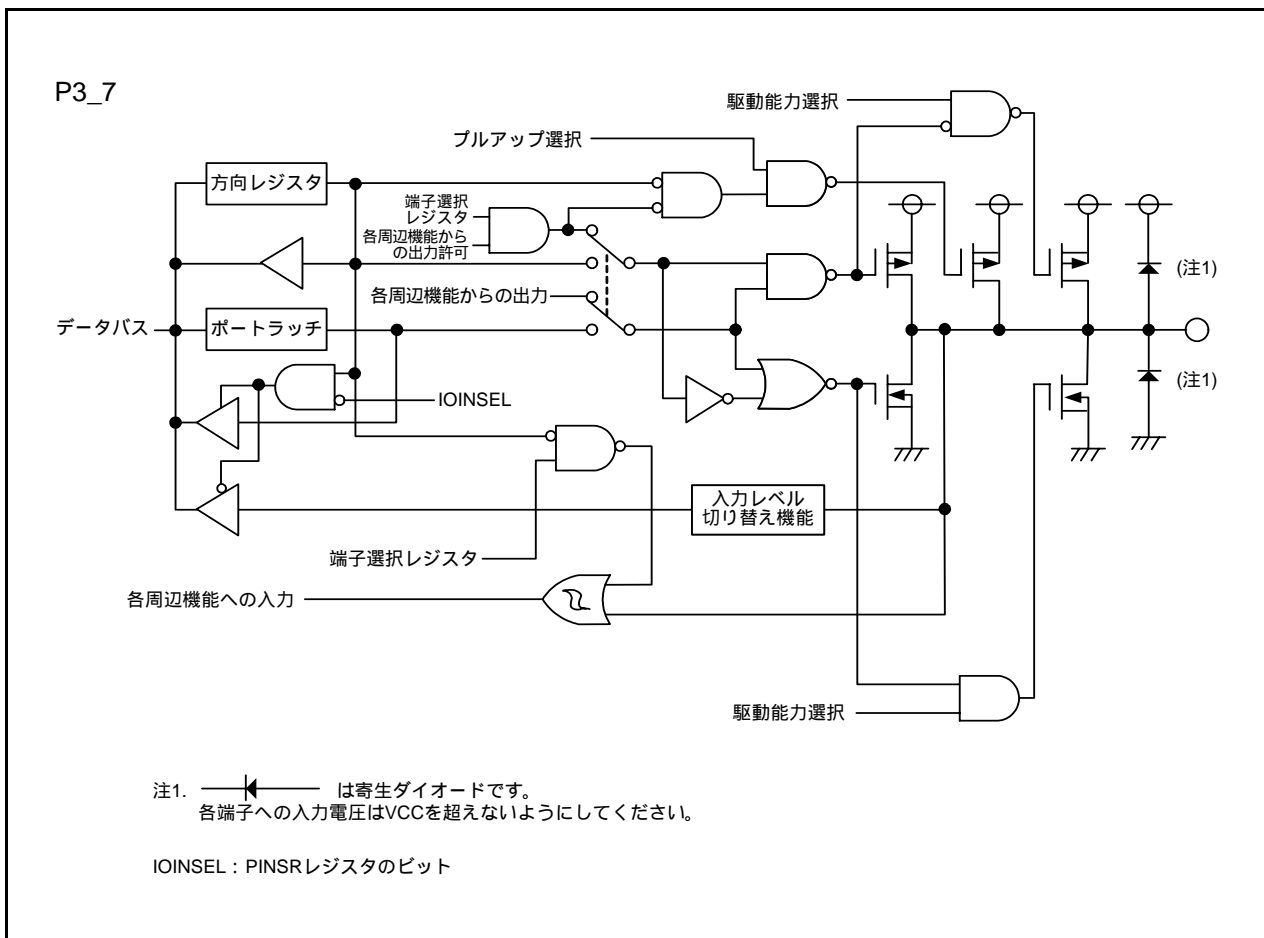 P3_7
駆動能力選択
プルアップ選択
方向レジスタ
端子選択
レジスタ
各周辺機能から
の出力許可
(注1)
各周辺機能からの出力
データバス
ポートラッチ
(注1)
IOINSEL
入力レベル
切り替え機能
端子選択レジスタ
各周辺機能への入力
駆動能力選択
注1. は寄生ダイオードです。
各端子への入力電圧はVCCを超えないようにしてください。
IOINSEL：PINSRレジスタのビット